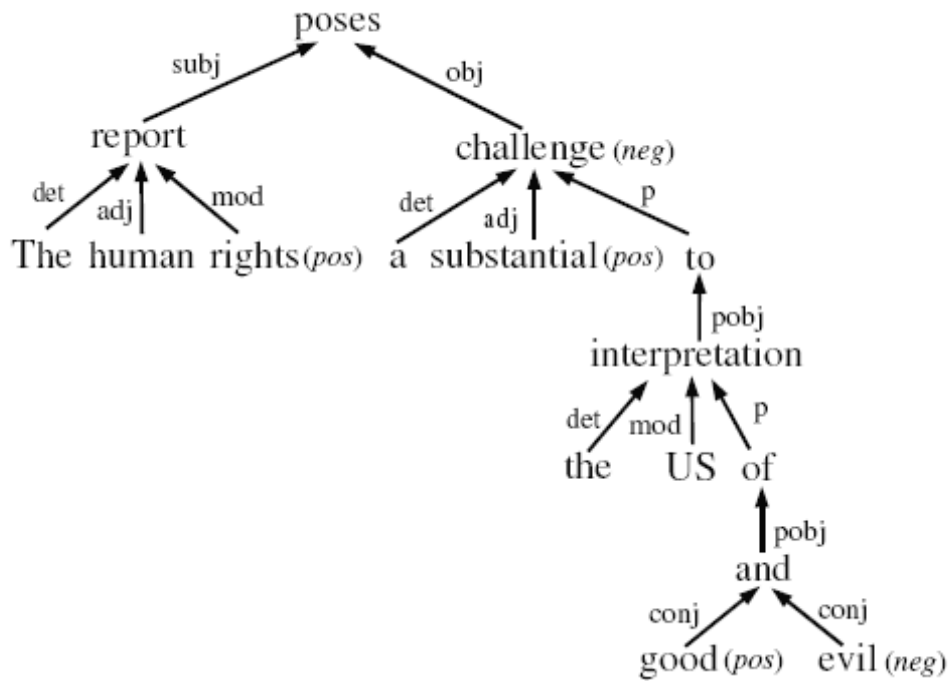 poses
subj obj
report challenge (neg)
det adj mod det adj p
The human rights (pos) a substantial (pos) to
pobj
interpretation
det mod p
the US of
pobj
and
conj conj
good (pos) evil (neg)